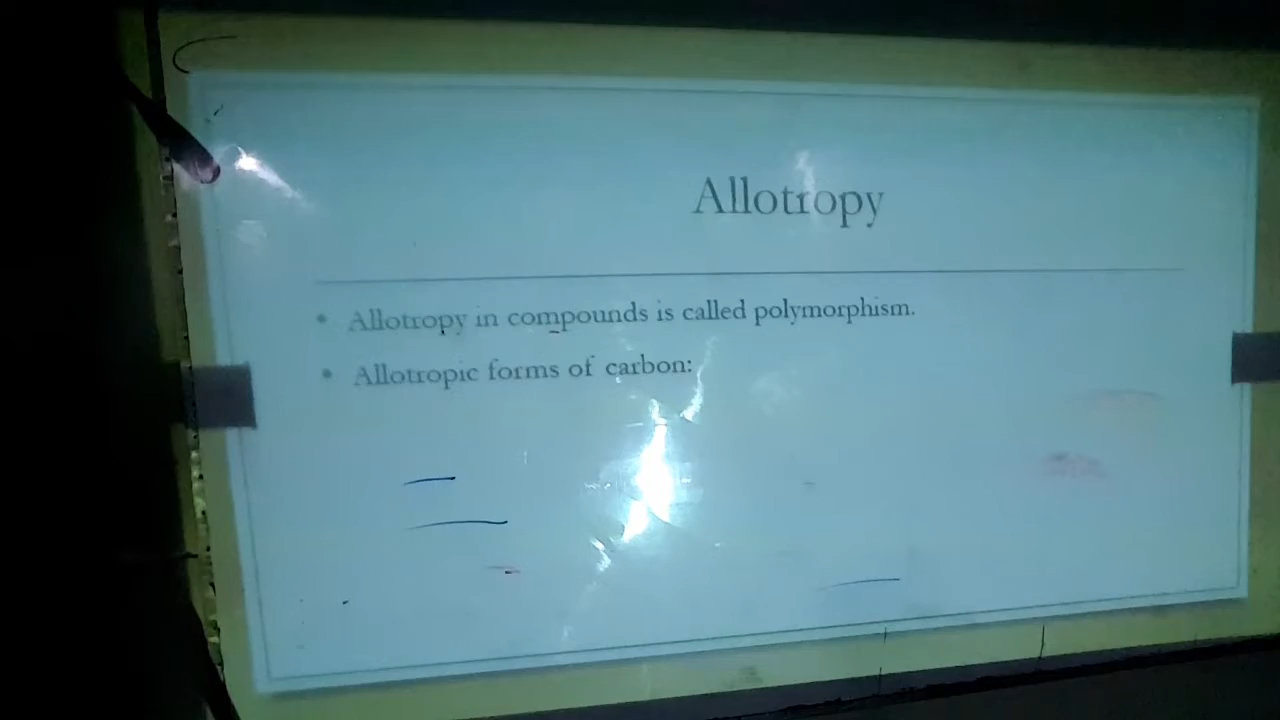 Allotropy
• Allotropy in compounds is called polymorphism.
• Allotropic forms of carbon: